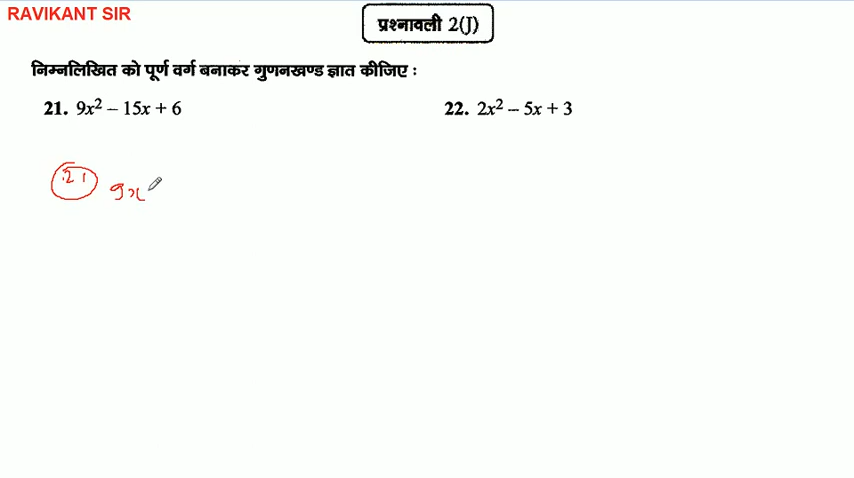 RAVIKANT SIR
प्रश्नावली 2(J)
निम्नलिखित को पूर्ण वर्ग बनाकर गुणनखण्ड ज्ञात कीजिए :
21. 9x² – 15x + 6
22. 2x² – 5x + 3
21 9x